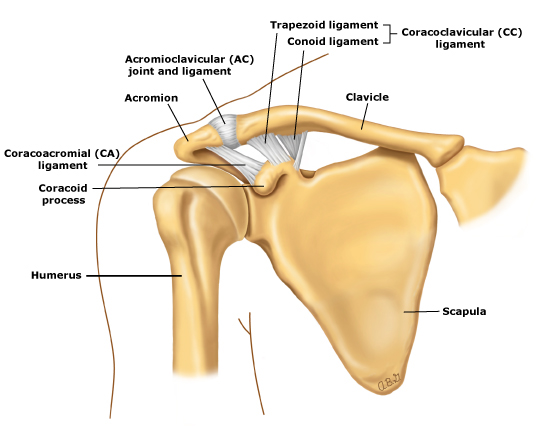 Trapezoid ligament
Conoid ligament
Coracoclavicular (CC)
ligament
Acromioclavicular (AC)
joint and ligament
Acromion
Clavicle
Coracoacromial (CA)
ligament
Coracoid
process
Humerus
Scapula